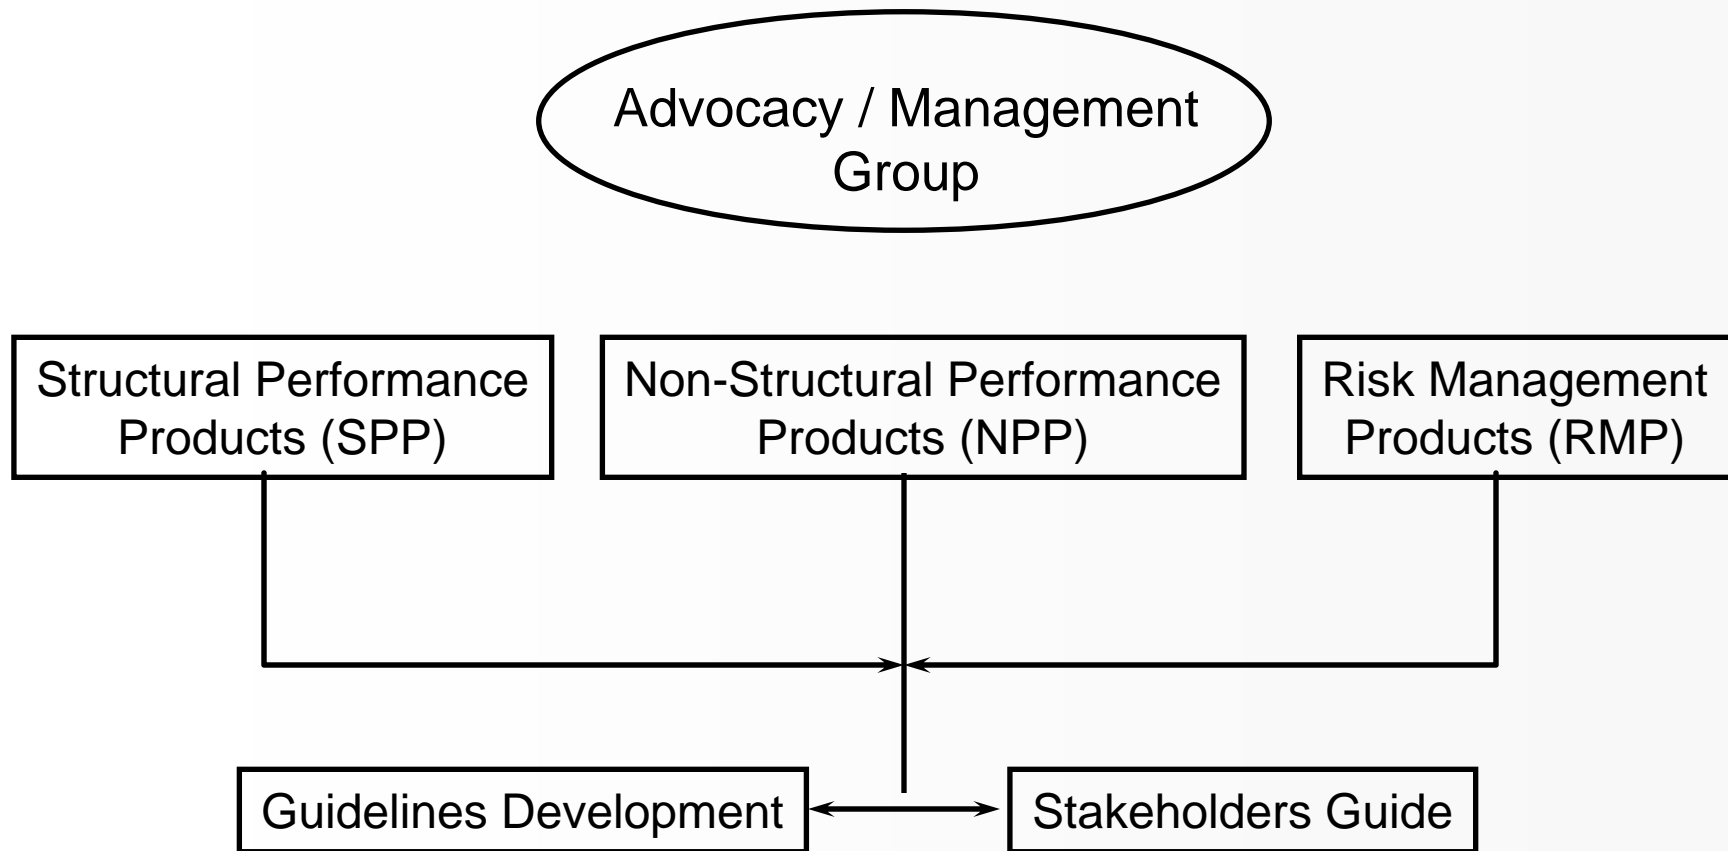 Advocacy / Management
Group
Structural Performance
Products (SPP)
Non-Structural Performance
Products (NPP)
Risk Management
Products (RMP)
Guidelines Development
Stakeholders Guide